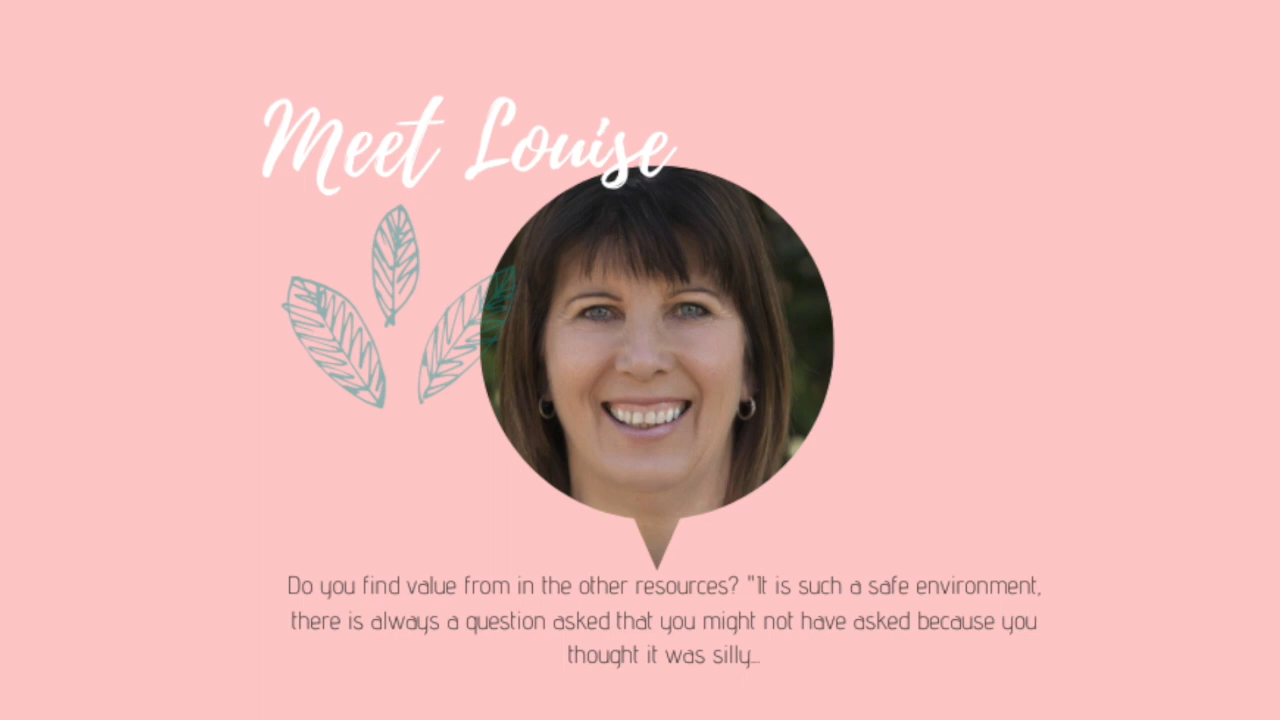 Meet Louise
Do you find value from in the other resources? "It is such a safe environment,
there is always a question asked that you might not have asked because you
thought it was silly...